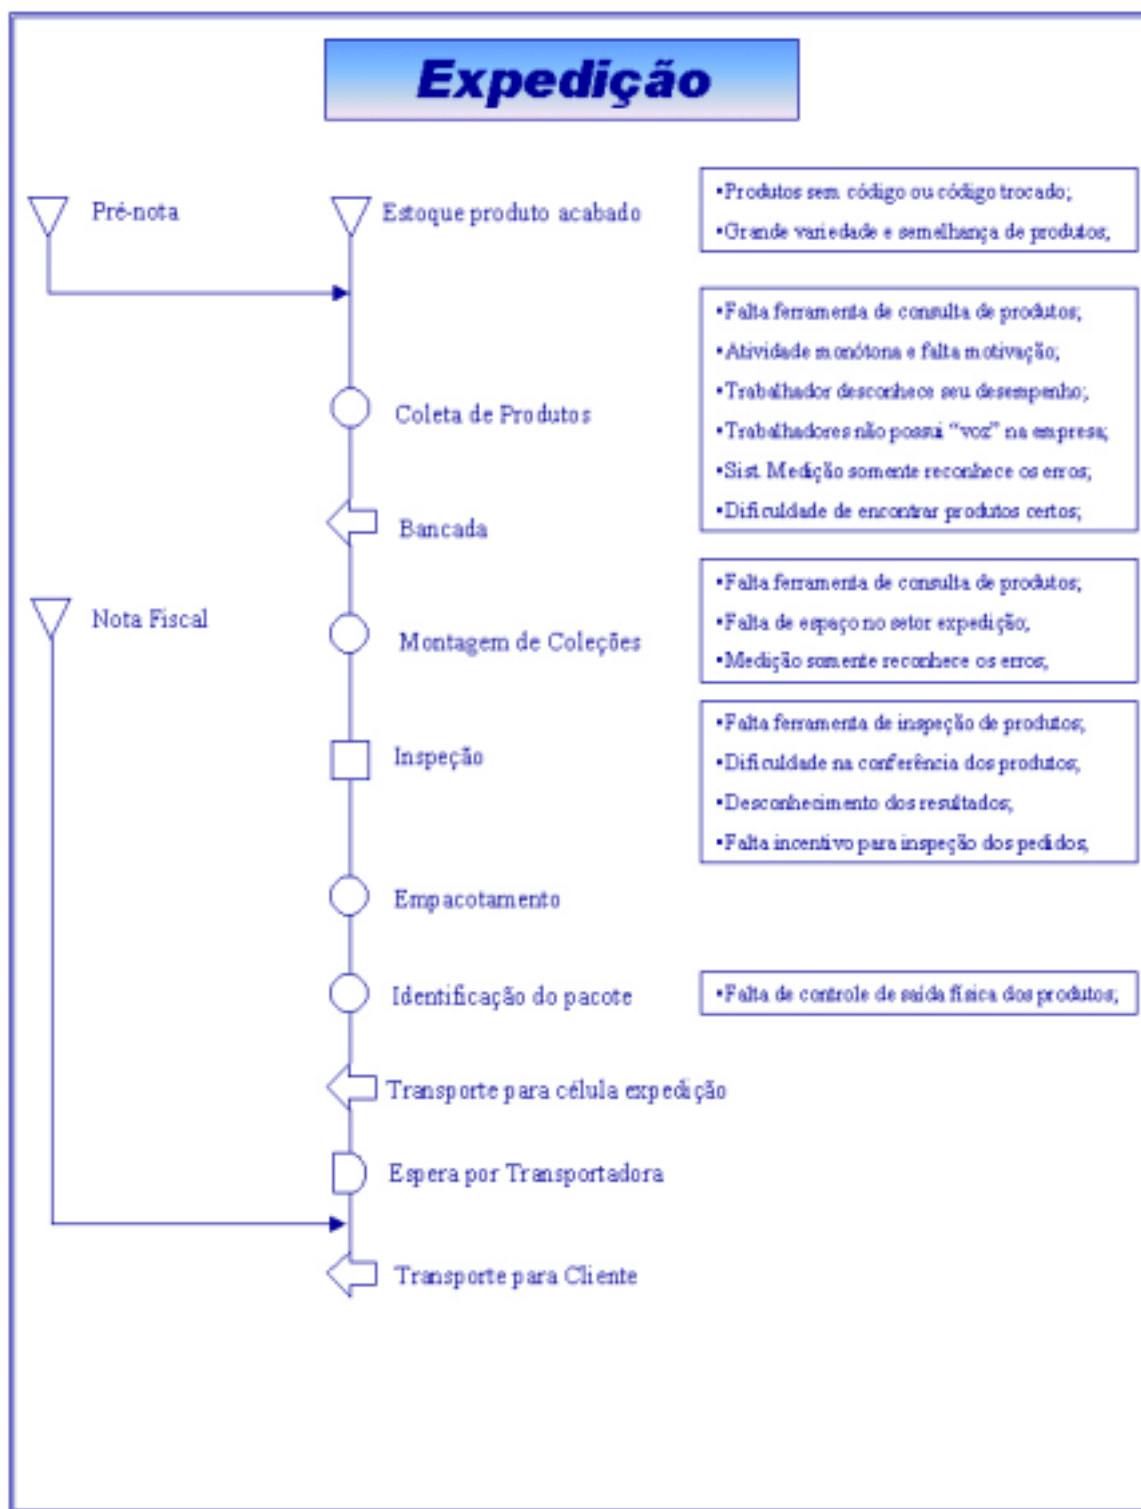 Expedição
Pré-nota
Estoque produto acabado
•Produtos sem código ou código trocado;
•Grande variedade e semelhança de produtos;
•Falta ferramenta de consulta de produtos;
•Atividade monótona e falta motivação;
•Trabalhador desconhece seu desempenho;
•Trabalhadores não possui “voz” na empresa;
•Sist. Medição somente reconhece os erros;
•Dificuldade de encontrar produtos certos;
Coleta de Produtos
Bancada
Nota Fiscal
Montagem de Coleções
•Falta ferramenta de consulta de produtos;
•Falta de espaço no setor expedição;
•Medição somente reconhece os erros;
Inspeção
•Falta ferramenta de inspeção de produtos;
•Dificuldade na conferência dos produtos;
•Desconhecimento dos resultados;
•Falta incentivo para inspeção dos pedidos;
Empacotamento
Identificação do pacote
•Falta de controle de saída física dos produtos;
Transporte para célula expedição
Espera por Transportadora
Transporte para Cliente